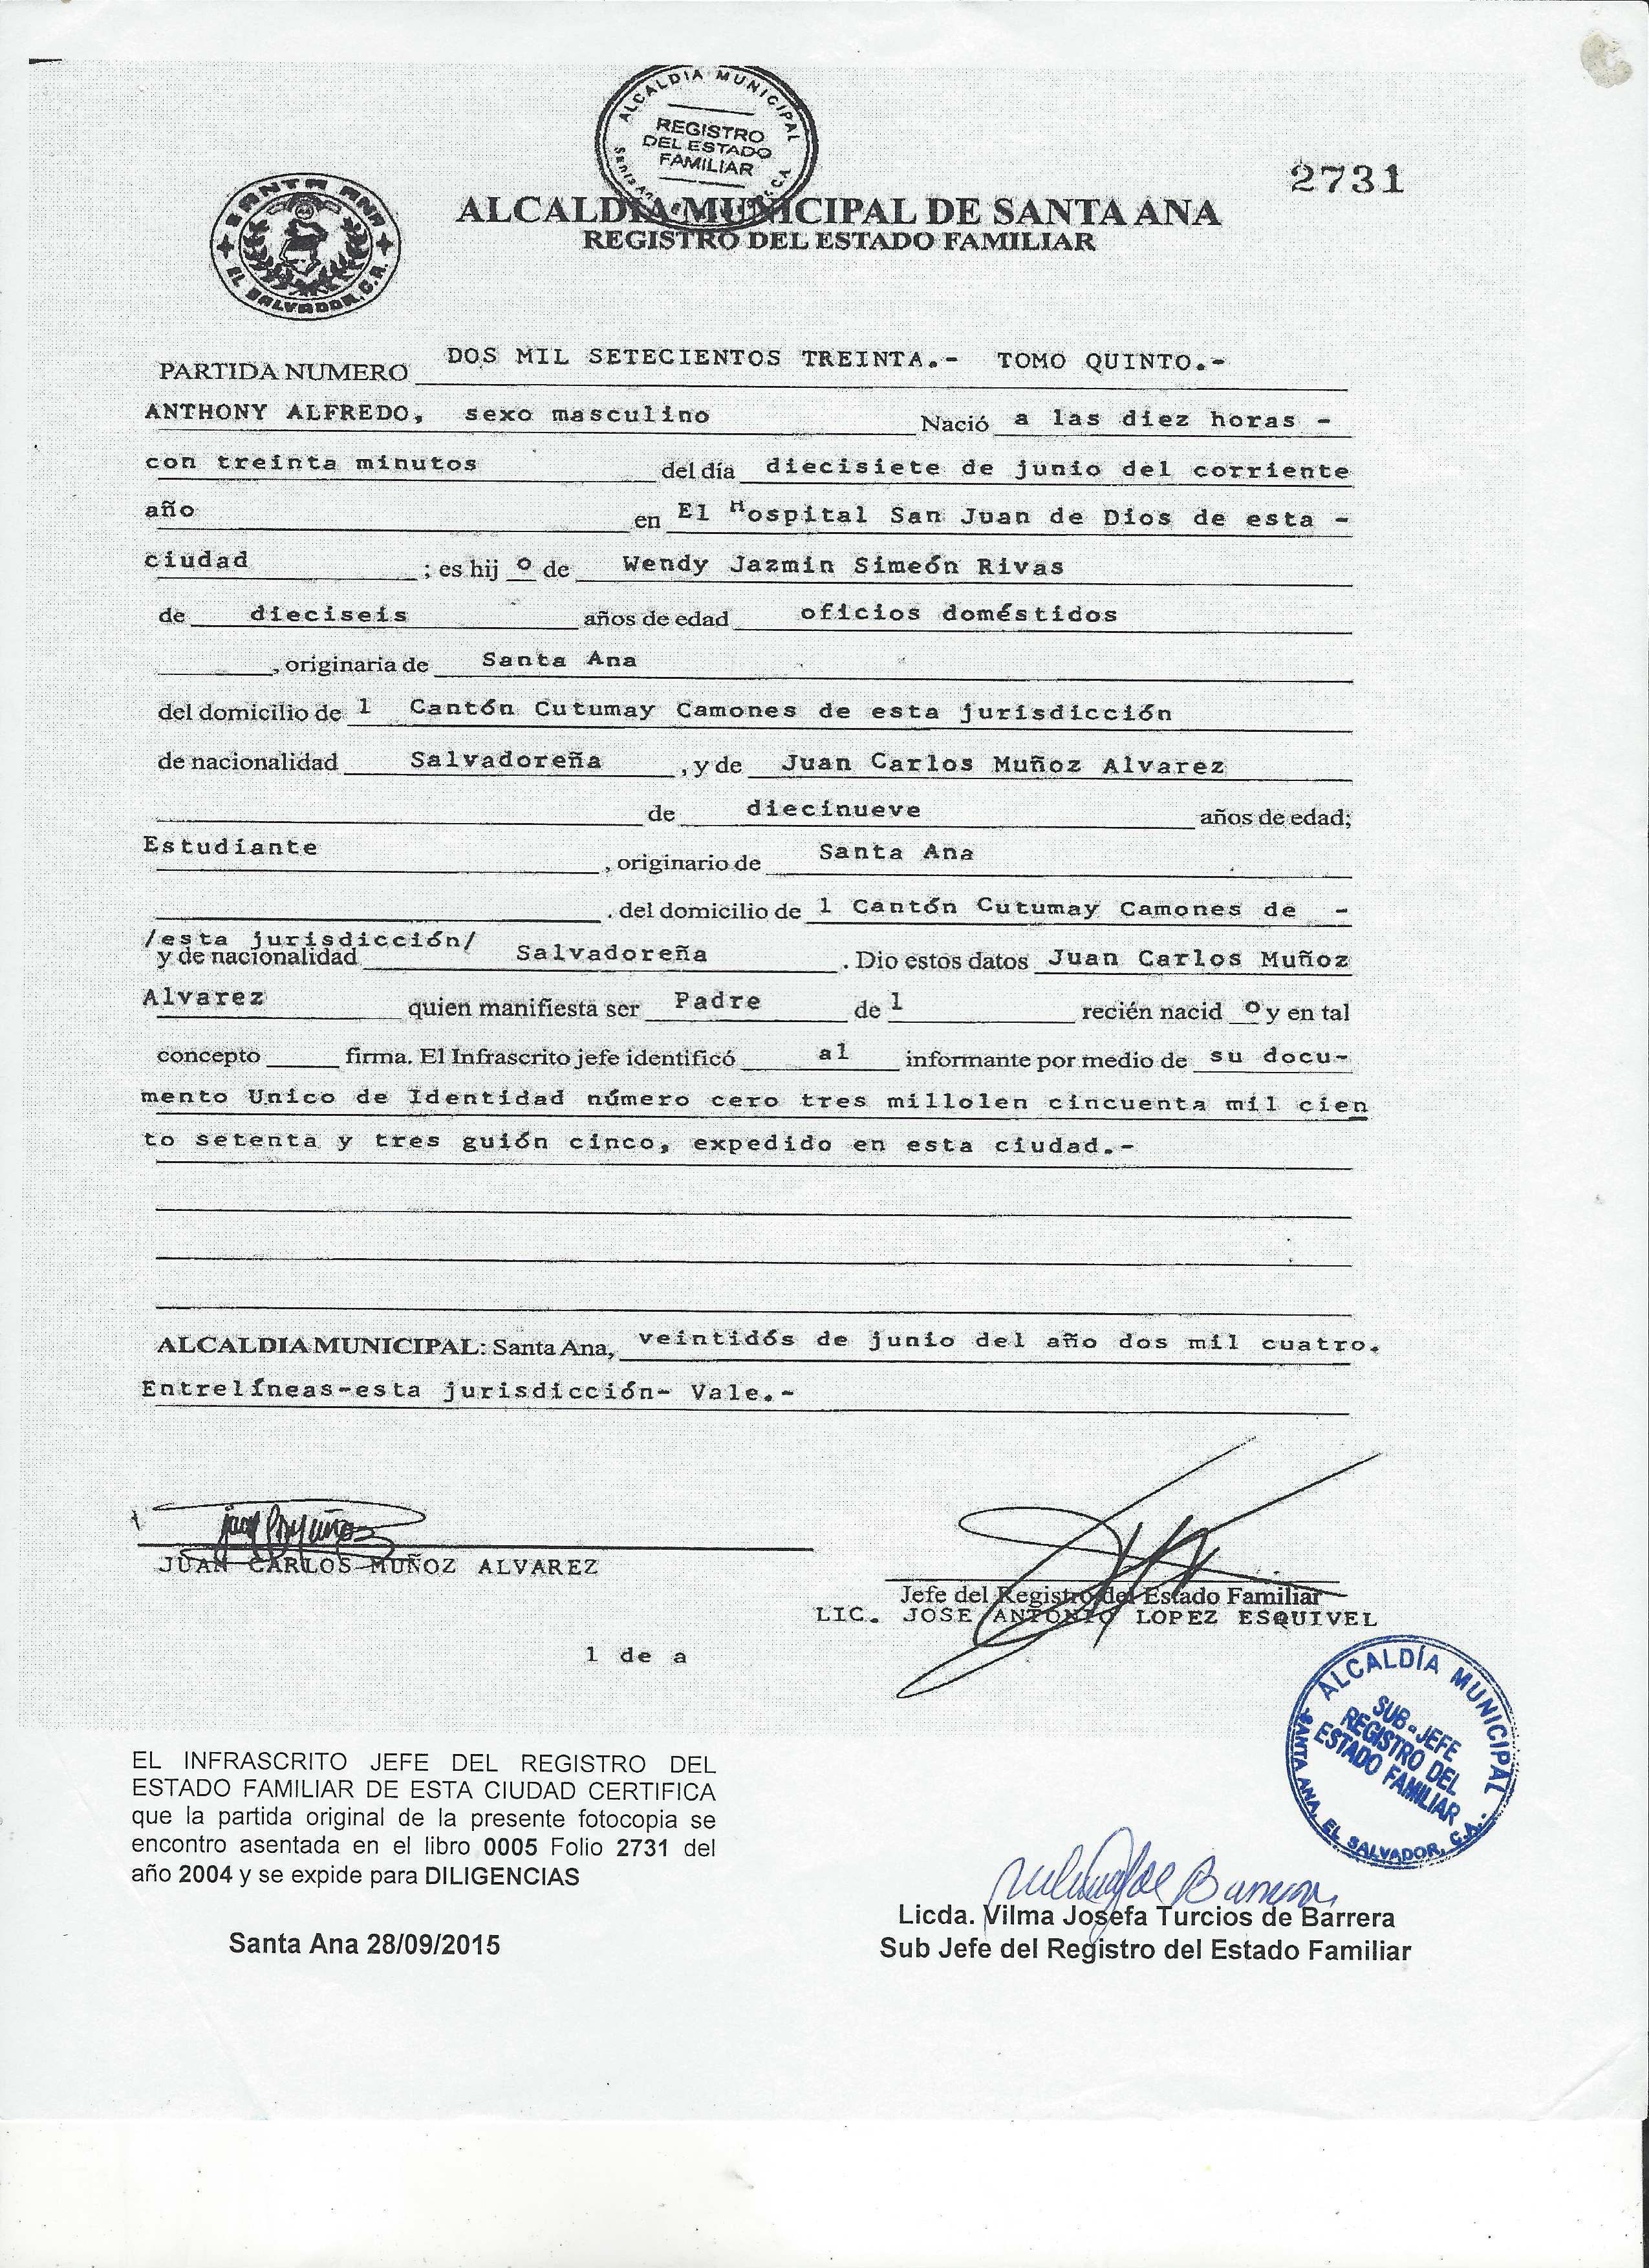 ALCALDIA MUNICIPAL
REGISTRO
DEL ESTADO
FAMILIAR
2731
SANTA ANA
EL SALVADOR, C.A.
ALCALDIA MUNICIPAL DE SANTA ANA
REGISTRO DEL ESTADO FAMILIAR
PARTIDA NUMERO DOS MIL SETECIENTOS TREINTA.- TOMO QUINTO.-
ANTHONY ALFREDO, sexo masculino Nació a las diez horas -
con treinta minutos del día diecisiete de junio del corriente
año en El Hospital San Juan de Dios de esta -
ciudad ; es hij o de Wendy Jazmin Simeón Rivas
de dieciseis años de edad oficios doméstidos
, originaria de Santa Ana
del domicilio de l Cantón Cutumay Camones de esta jurisdicción
de nacionalidad Salvadoreña , y de Juan Carlos Muñoz Alvarez
de diecinueve años de edad;
Estudiante , originario de Santa Ana
. del domicilio de l Cantón Cutumay Camones de -
/esta jurisdicción/
y de nacionalidad Salvadoreña . Dio estos datos Juan Carlos Muñoz
Alvarez quien manifiesta ser Padre de l recién nacid o y en tal
concepto firma. El Infrascrito jefe identificó al informante por medio de su docu-
mento Unico de Identidad número cero tres millolen cincuenta mil cien
to setenta y tres guión cinco, expedido en esta ciudad.-
ALCALDIA MUNICIPAL: Santa Ana, veintidós de junio del año dos mil cuatro.
Entrelíneas-esta jurisdicción- Vale.-
JUAN CARLOS MUÑOZ ALVAREZ
Jefe del Registro del Estado Familiar
LIC. JOSE ANTONIO LOPEZ ESQUIVEL
l de a
ALCALDÍA MUNICIPAL
SUB-JEFE
REGISTRO DEL
ESTADO FAMILIAR
SANTA ANA, EL SALVADOR, C.A.
EL INFRASCRITO JEFE DEL REGISTRO DEL
ESTADO FAMILIAR DE ESTA CIUDAD CERTIFICA
que la partida original de la presente fotocopia se
encontro asentada en el libro 0005 Folio 2731 del
año 2004 y se expide para DILIGENCIAS
Santa Ana 28/09/2015
Licda. Vilma Josefa Turcios de Barrera
Sub Jefe del Registro del Estado Familiar